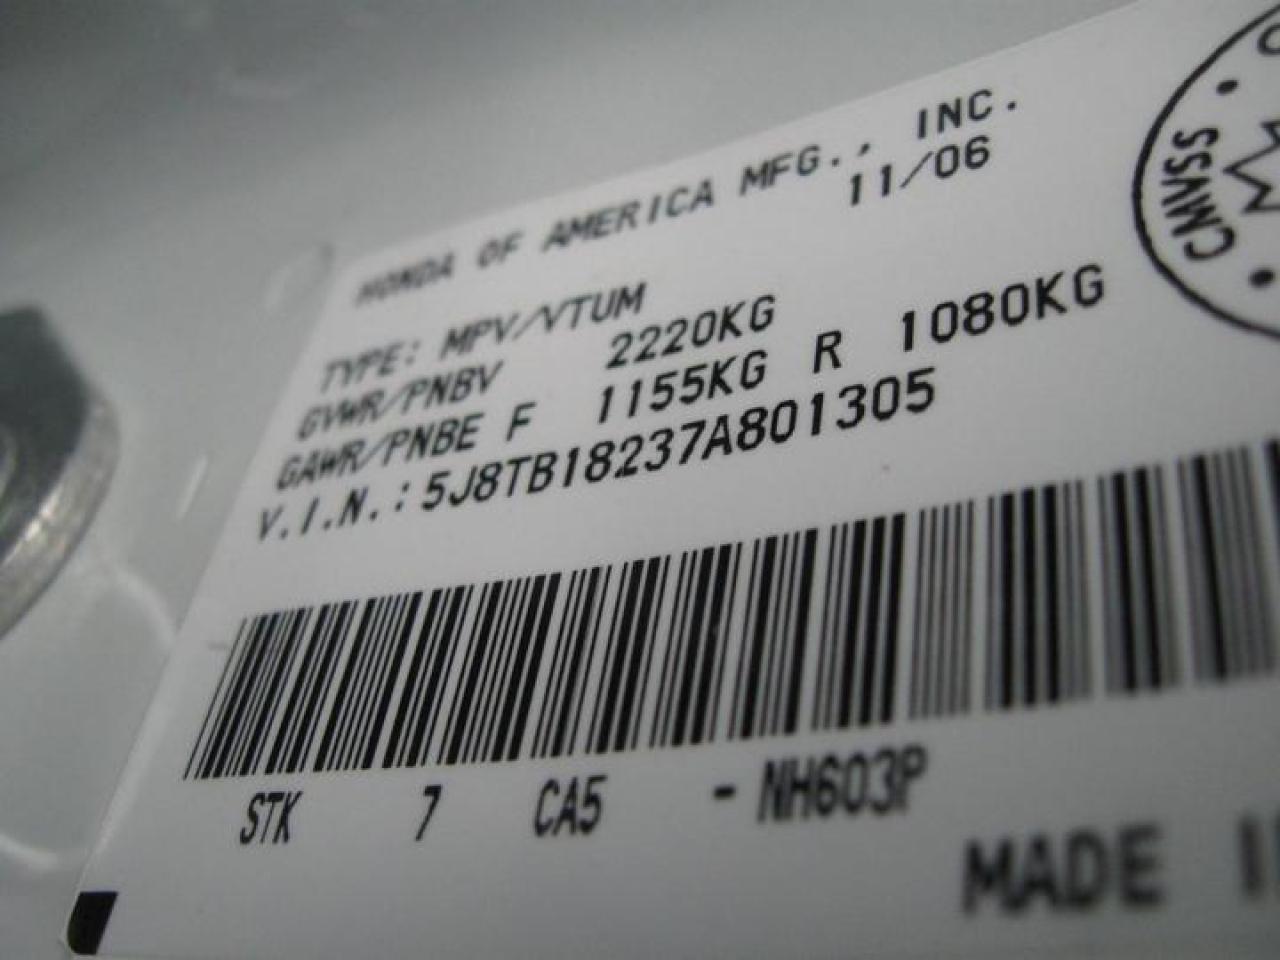 HONDA OF AMERICA MFG., INC.
11/06
TYPE: MPV/VTUM
GVWR/PNBV 2220KG
GAWR/PNBE F 1155KG R 1080KG
V.I.N.: 5J8TB18237A801305
CMVSS
STK 7 CA5 - NH603P
MADE